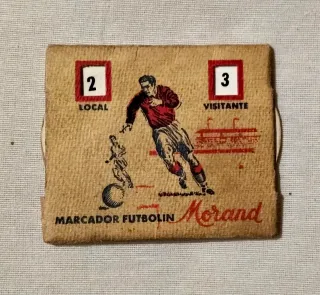 2 3
LOCAL VISITANTE
MARCADOR FUTBOLIN Morand